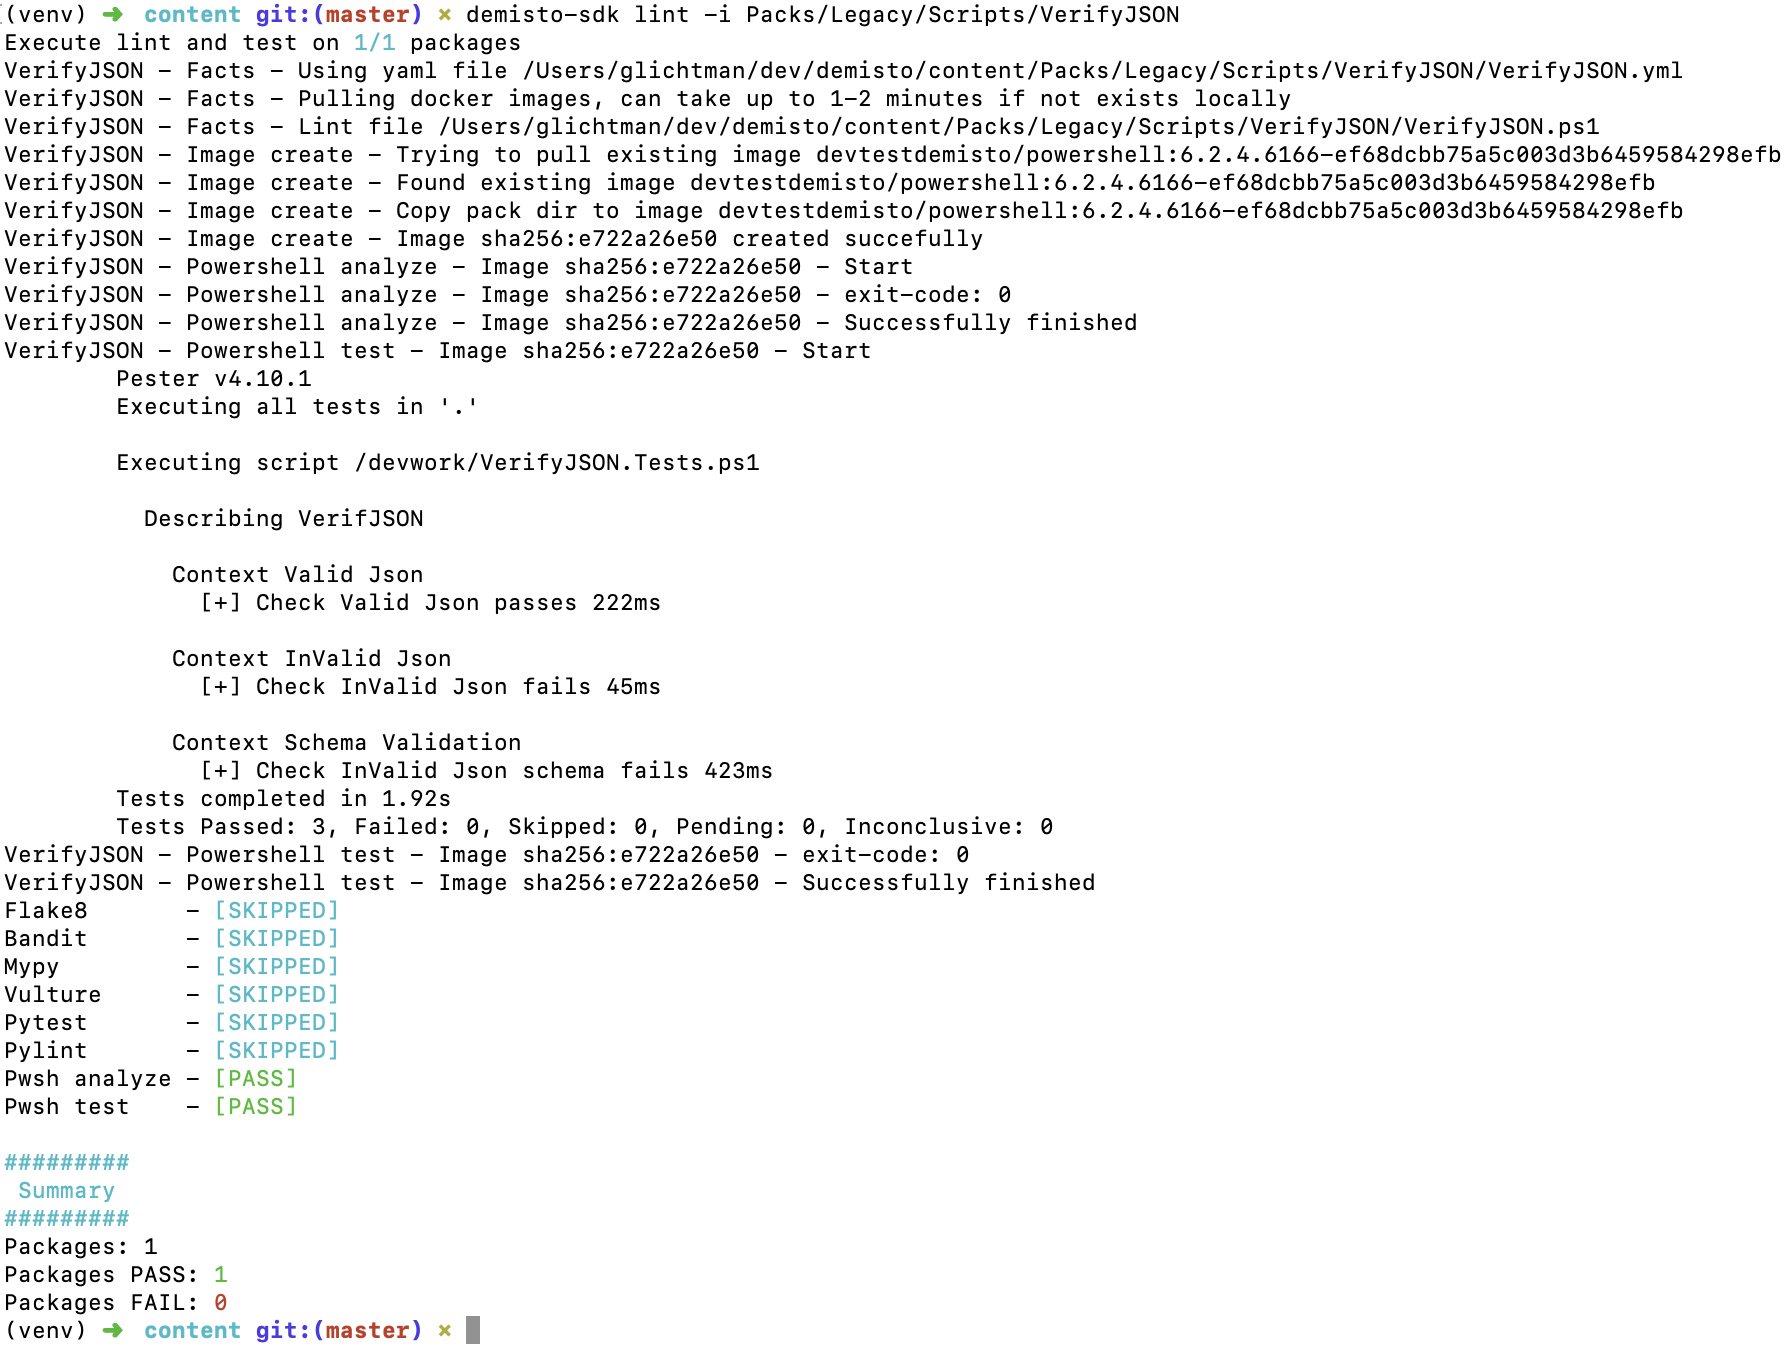 (venv) ➜ content git:(master) ✗ demisto-sdk lint -i Packs/Legacy/Scripts/VerifyJSON
Execute lint and test on 1/1 packages
VerifyJSON - Facts - Using yaml file /Users/glichtman/dev/demisto/content/Packs/Legacy/Scripts/VerifyJSON/VerifyJSON.yml
VerifyJSON - Facts - Pulling docker images, can take up to 1-2 minutes if not exists locally
VerifyJSON - Facts - Lint file /Users/glichtman/dev/demisto/content/Packs/Legacy/Scripts/VerifyJSON/VerifyJSON.ps1
VerifyJSON - Image create - Trying to pull existing image devtestdemisto/powershell:6.2.4.6166-ef68dcbb75a5c003d3b6459584298efb
VerifyJSON - Image create - Found existing image devtestdemisto/powershell:6.2.4.6166-ef68dcbb75a5c003d3b6459584298efb
VerifyJSON - Image create - Copy pack dir to image devtestdemisto/powershell:6.2.4.6166-ef68dcbb75a5c003d3b6459584298efb
VerifyJSON - Image create - Image sha256:e722a26e50 created succefully
VerifyJSON - Powershell analyze - Image sha256:e722a26e50 - Start
VerifyJSON - Powershell analyze - Image sha256:e722a26e50 - exit-code: 0
VerifyJSON - Powershell analyze - Image sha256:e722a26e50 - Successfully finished
VerifyJSON - Powershell test - Image sha256:e722a26e50 - Start
Pester v4.10.1
Executing all tests in '.'
Executing script /devwork/VerifyJSON.Tests.ps1
Describing VerifJSON
Context Valid Json
[+] Check Valid Json passes 222ms
Context InValid Json
[+] Check InValid Json fails 45ms
Context Schema Validation
[+] Check InValid Json schema fails 423ms
Tests completed in 1.92s
Tests Passed: 3, Failed: 0, Skipped: 0, Pending: 0, Inconclusive: 0
VerifyJSON - Powershell test - Image sha256:e722a26e50 - exit-code: 0
VerifyJSON - Powershell test - Image sha256:e722a26e50 - Successfully finished
Flake8 - [SKIPPED]
Bandit - [SKIPPED]
Mypy - [SKIPPED]
Vulture - [SKIPPED]
Pytest - [SKIPPED]
Pylint - [SKIPPED]
Pwsh analyze - [PASS]
Pwsh test - [PASS]
#########
Summary
#########
Packages: 1
Packages PASS: 1
Packages FAIL: 0
(venv) ➜ content git:(master) ✗